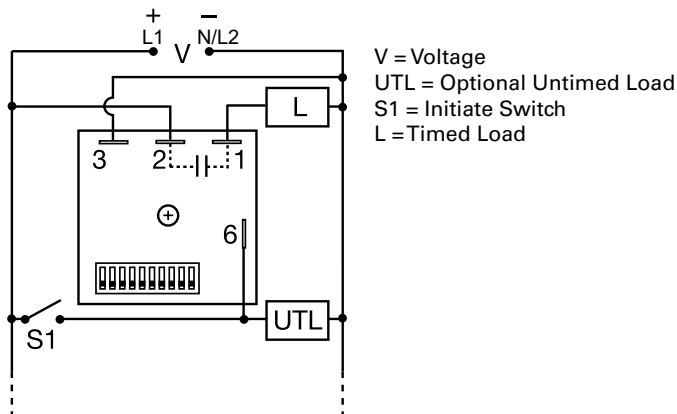 + −
L1 V N/L2
V = Voltage
UTL = Optional Untimed Load
S1 = Initiate Switch
L = Timed Load
L
3 2 1
6
UTL
S1